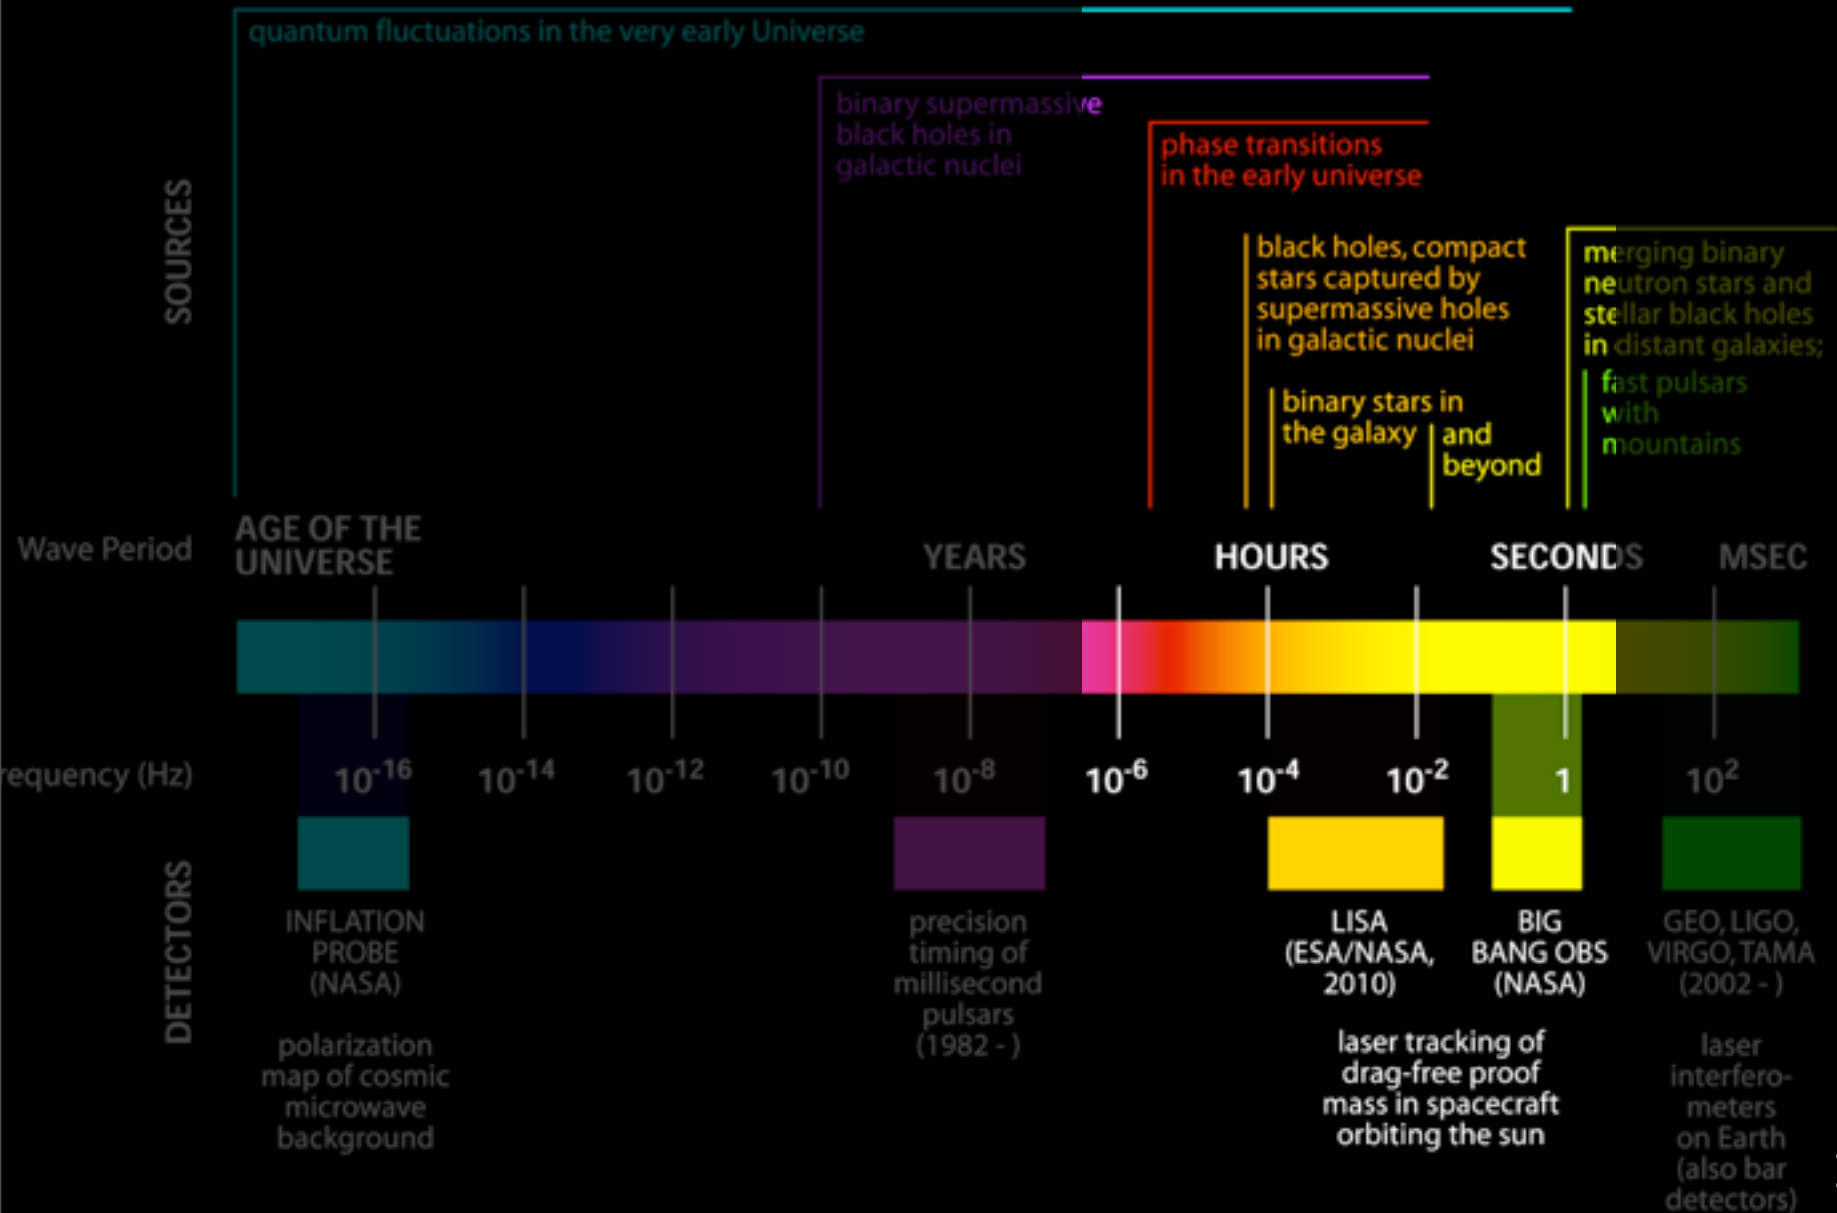 quantum fluctuations in the very early Universe
binary supermassive
black holes in
galactic nuclei
phase transitions
in the early universe
black holes, compact
stars captured by
supermassive holes
in galactic nuclei
binary stars in
the galaxy
and
beyond
merging binary
neutron stars and
stellar black holes
in distant galaxies;
fast pulsars
with
mountains
SOURCES
Wave Period
AGE OF THE
UNIVERSE
YEARS
HOURS
SECONDS
MSEC
requency (Hz)
10⁻¹⁶ 10⁻¹⁴ 10⁻¹² 10⁻¹⁰ 10⁻⁸ 10⁻⁶ 10⁻⁴ 10⁻² 1 10²
DETECTORS
INFLATION
PROBE
(NASA)
polarization
map of cosmic
microwave
background
precision
timing of
millisecond
pulsars
(1982 - )
LISA
(ESA/NASA,
2010)
BIG
BANG OBS
(NASA)
laser tracking of
drag-free proof
mass in spacecraft
orbiting the sun
GEO, LIGO,
VIRGO, TAMA
(2002 - )
laser
interfero-
meters
on Earth
(also bar
detectors)